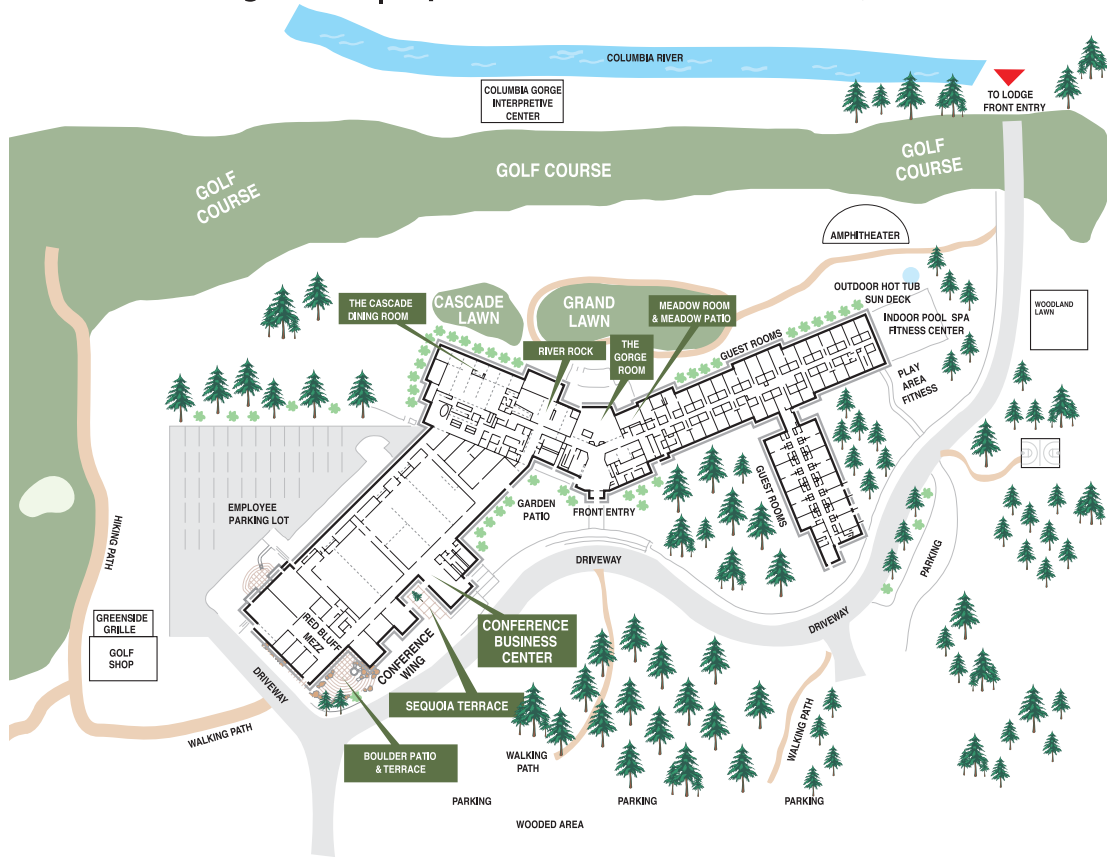 COLUMBIA RIVER
COLUMBIA GORGE
INTERPRETIVE
CENTER
TO LODGE
FRONT ENTRY
GOLF
COURSE
GOLF COURSE
GOLF
COURSE
AMPHITHEATER
OUTDOOR HOT TUB
SUN DECK
INDOOR POOL SPA
FITNESS CENTER
WOODLAND
LAWN
THE CASCADE
DINING ROOM
CASCADE
LAWN
GRAND
LAWN
MEADOW ROOM
& MEADOW PATIO
RIVER ROCK
THE
GORGE
ROOM
GUEST ROOMS
PLAY
AREA
FITNESS
GUEST ROOMS
EMPLOYEE
PARKING LOT
GARDEN
PATIO
FRONT ENTRY
HIKING PATH
DRIVEWAY
PARKING
GREENSIDE
GRILLE
GOLF
SHOP
RED BLUFF
MEZZ
CONFERENCE
WING
CONFERENCE
BUSINESS
CENTER
DRIVEWAY
DRIVEWAY
SEQUOIA TERRACE
WALKING PATH
BOULDER PATIO
& TERRACE
WALKING
PATH
WALKING PATH
PARKING
PARKING
PARKING
WOODED AREA